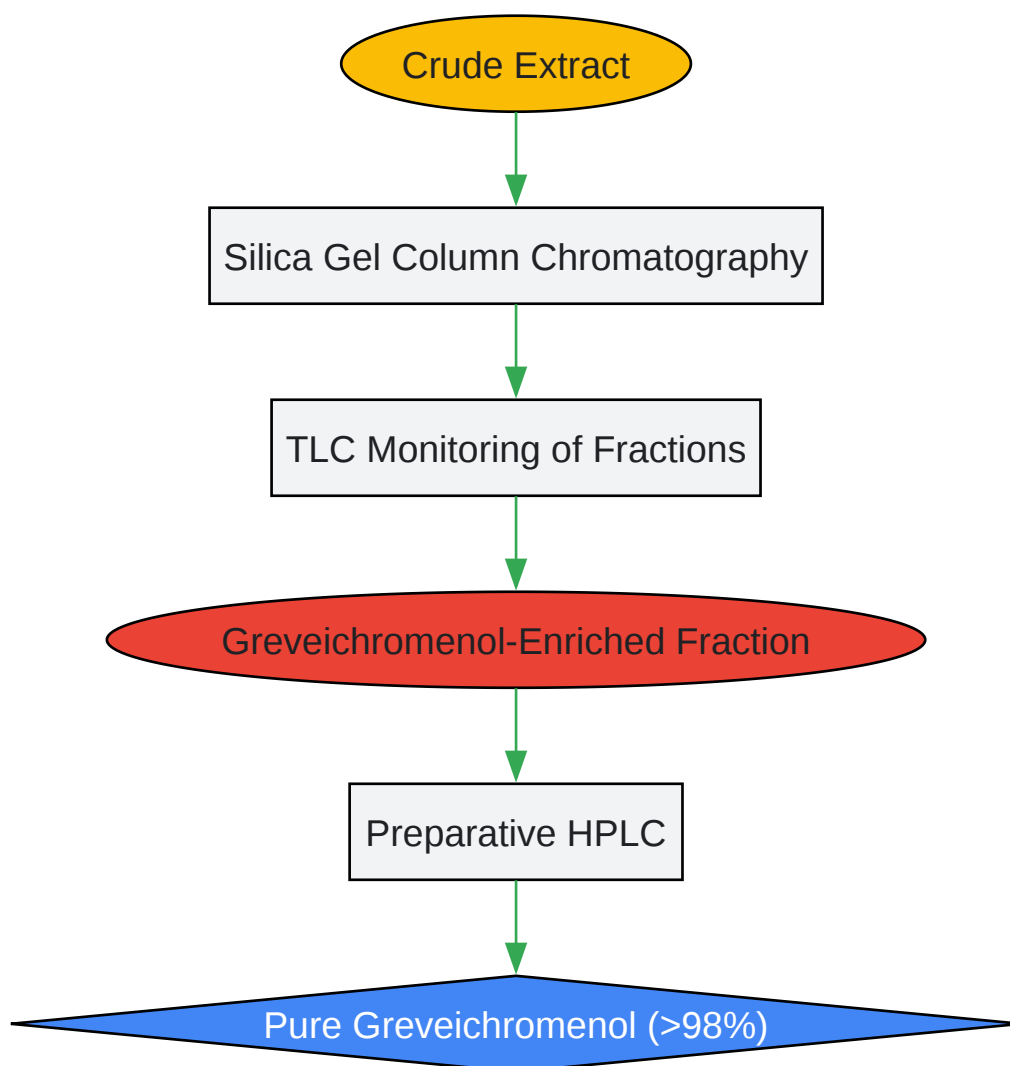 Crude Extract
Silica Gel Column Chromatography
TLC Monitoring of Fractions
Greveichromenol-Enriched Fraction
Preparative HPLC
Pure Greveichromenol (>98%)